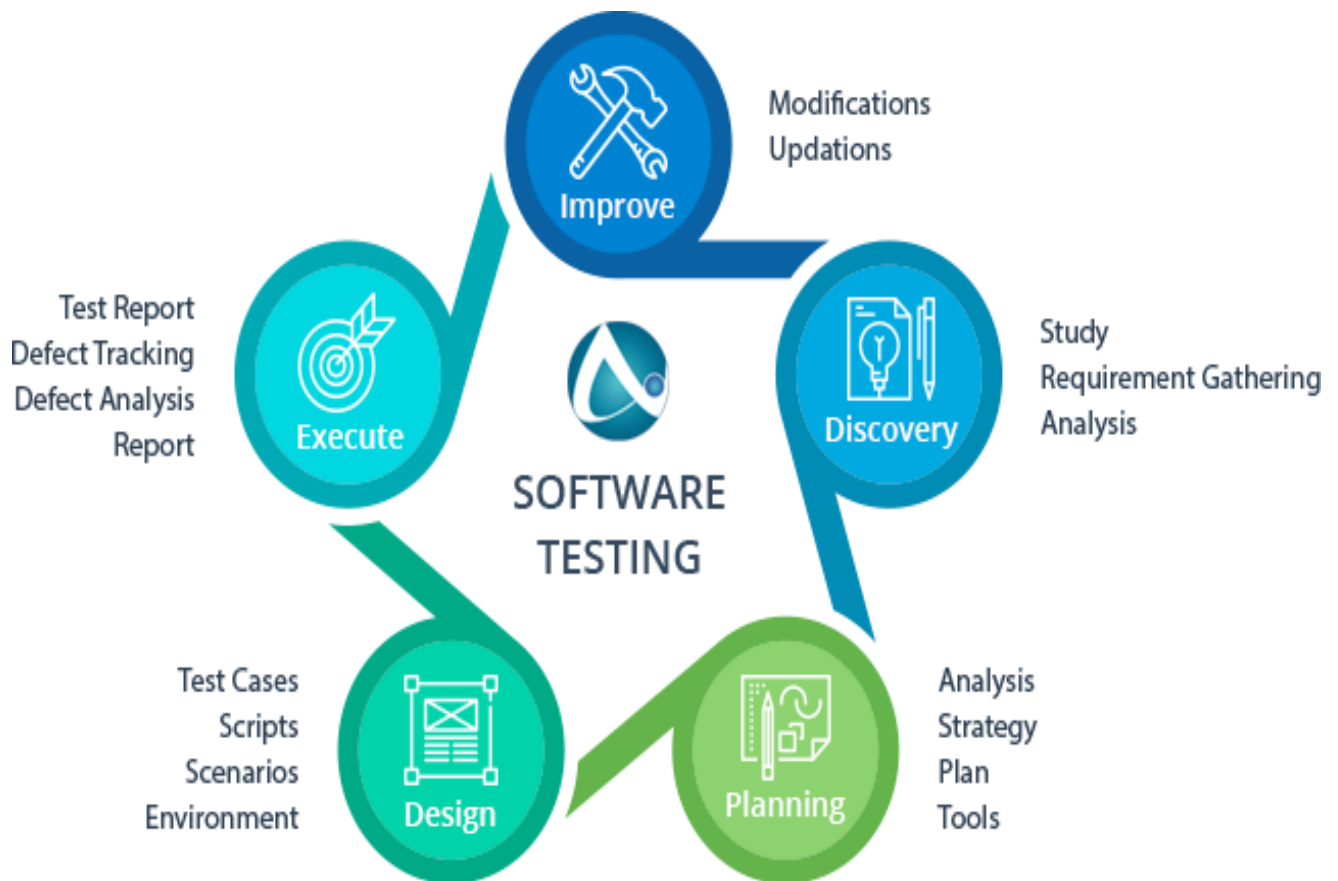 Improve
Modifications
Updations
Discovery
Study
Requirement Gathering
Analysis
Planning
Analysis
Strategy
Plan
Tools
Design
Test Cases
Scripts
Scenarios
Environment
Execute
Test Report
Defect Tracking
Defect Analysis
Report
SOFTWARE
TESTING